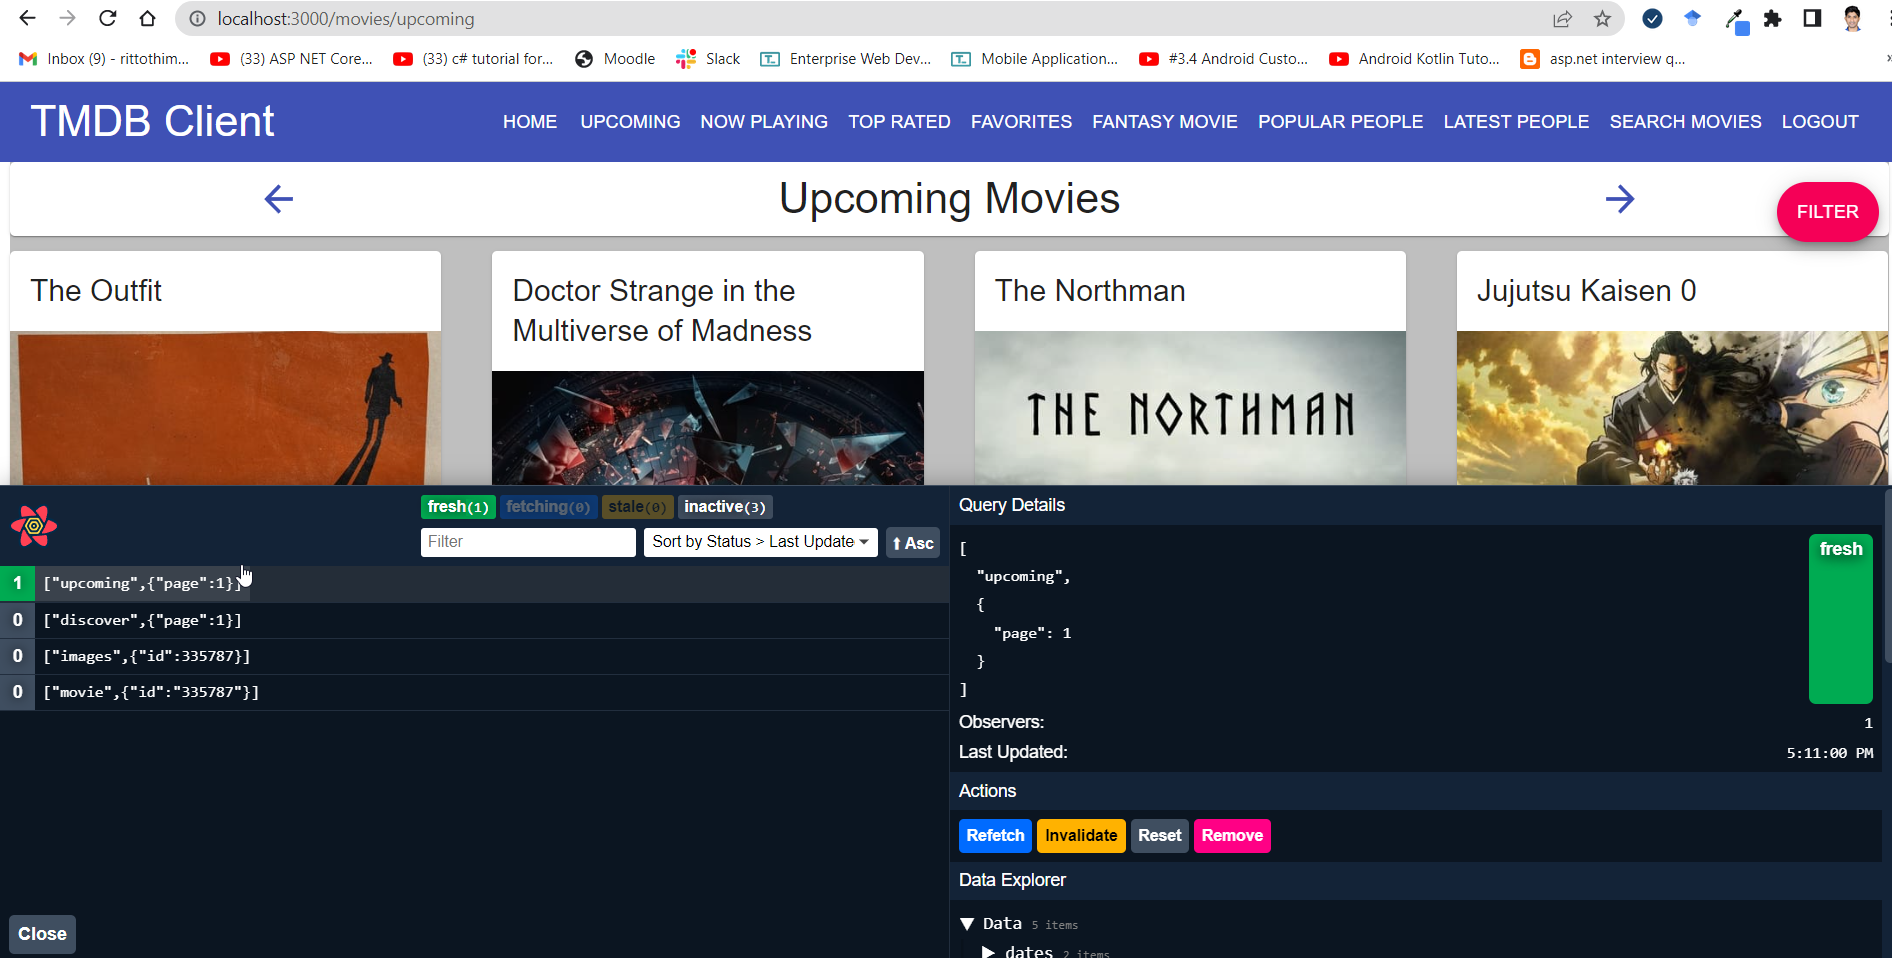 localhost:3000/movies/upcoming
Inbox (9) - rittothim...
(33) ASP NET Core...
(33) c# tutorial for...
Moodle
Slack
Enterprise Web Dev...
Mobile Application...
#3.4 Android Custo...
Android Kotlin Tuto...
asp.net interview q...
TMDB Client
HOME
UPCOMING
NOW PLAYING
TOP RATED
FAVORITES
FANTASY MOVIE
POPULAR PEOPLE
LATEST PEOPLE
SEARCH MOVIES
LOGOUT
Upcoming Movies
FILTER
The Outfit
Doctor Strange in the
Multiverse of Madness
The Northman
Jujutsu Kaisen 0
THE NORTHMAN
fresh(1)
fetching(0)
stale(0)
inactive(3)
Filter
Sort by Status > Last Update
⬆ Asc
1 ["upcoming",{"page":1}]
0 ["discover",{"page":1}]
0 ["images",{"id":335787}]
0 ["movie",{"id":"335787"}]
Close
Query Details
[
"upcoming",
{
"page": 1
}
]
fresh
Observers: 1
Last Updated: 5:11:00 PM
Actions
Refetch
Invalidate
Reset
Remove
Data Explorer
▼ Data 5 items
▶ dates 2 items